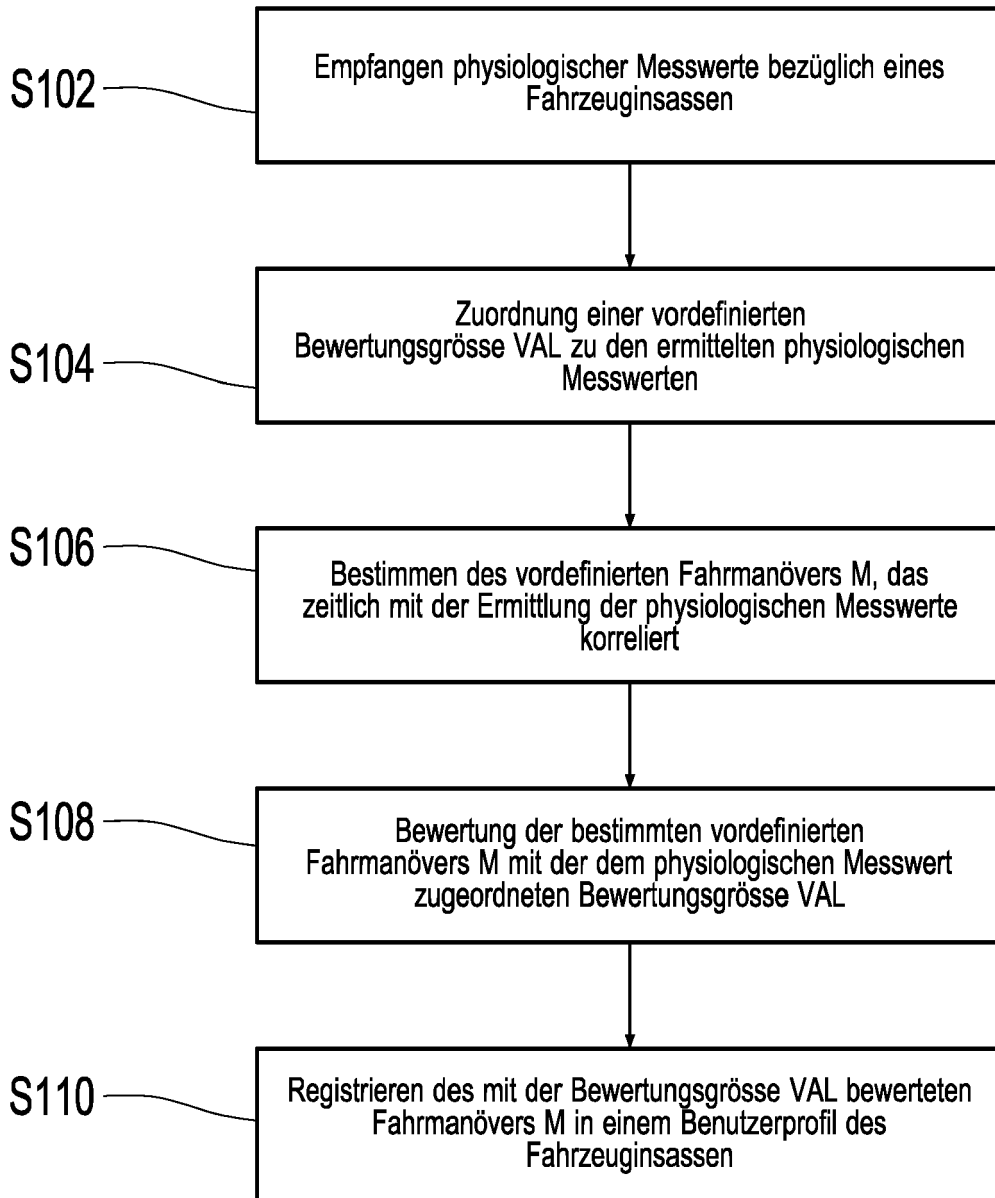 S102
Empfangen physiologischer Messwerte bezüglich eines
Fahrzeuginsassen
S104
Zuordnung einer vordefinierten
Bewertungsgrösse VAL zu den ermittelten physiologischen
Messwerten
S106
Bestimmen des vordefinierten Fahrmanövers M, das
zeitlich mit der Ermittlung der physiologischen Messwerte
korreliert
S108
Bewertung der bestimmten vordefinierten
Fahrmanövers M mit der dem physiologischen Messwert
zugeordneten Bewertungsgrösse VAL
S110
Registrieren des mit der Bewertungsgrösse VAL bewerteten
Fahrmanövers M in einem Benutzerprofil des
Fahrzeuginsassen